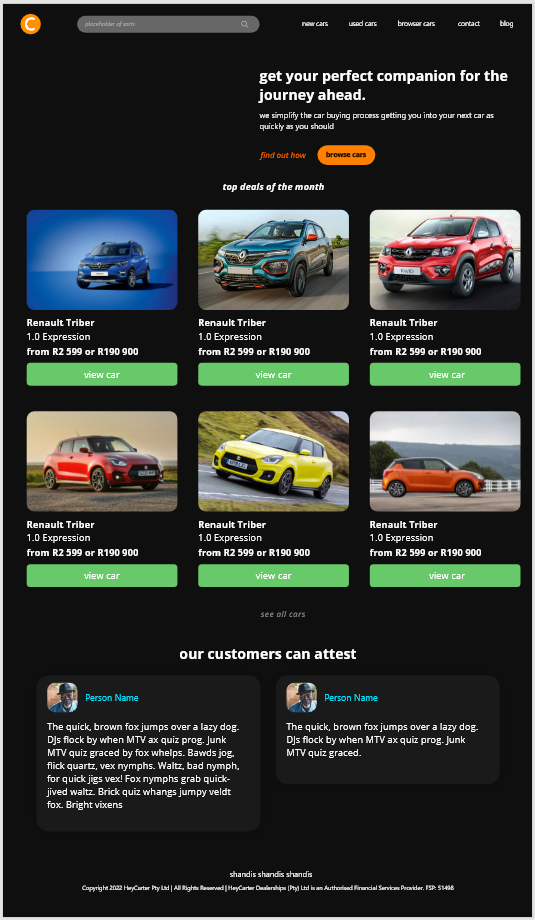 C
placeholder of sorts
new cars used cars browser cars contact blog
get your perfect companion for the
journey ahead.
we simplify the car buying process getting you into your next car as
quickly as you should
find out how browse cars
top deals of the month
Renault Triber Renault Triber Renault Triber
1.0 Expression 1.0 Expression 1.0 Expression
from R2 599 or R190 900 from R2 599 or R190 900 from R2 599 or R190 900
view car view car view car
Renault Triber Renault Triber Renault Triber
1.0 Expression 1.0 Expression 1.0 Expression
from R2 599 or R190 900 from R2 599 or R190 900 from R2 599 or R190 900
view car view car view car
see all cars
our customers can attest
Person Name
The quick, brown fox jumps over a lazy dog.
DJs flock by when MTV ax quiz prog. Junk
MTV quiz graced by fox whelps. Bawds jog,
flick quartz, vex nymphs. Waltz, bad nymph,
for quick jigs vex! Fox nymphs grab quick-
jived waltz. Brick quiz whangs jumpy veldt
fox. Bright vixens
Person Name
The quick, brown fox jumps over a lazy dog.
DJs flock by when MTV ax quiz prog. Junk
MTV quiz graced.
shandis shandis shandis
Copyright 2022 HeyCarter Pty Ltd | All Rights Reserved | HeyCarter Dealerships (Pty) Ltd is an Authorised Financial Services Provider. FSP: 51498